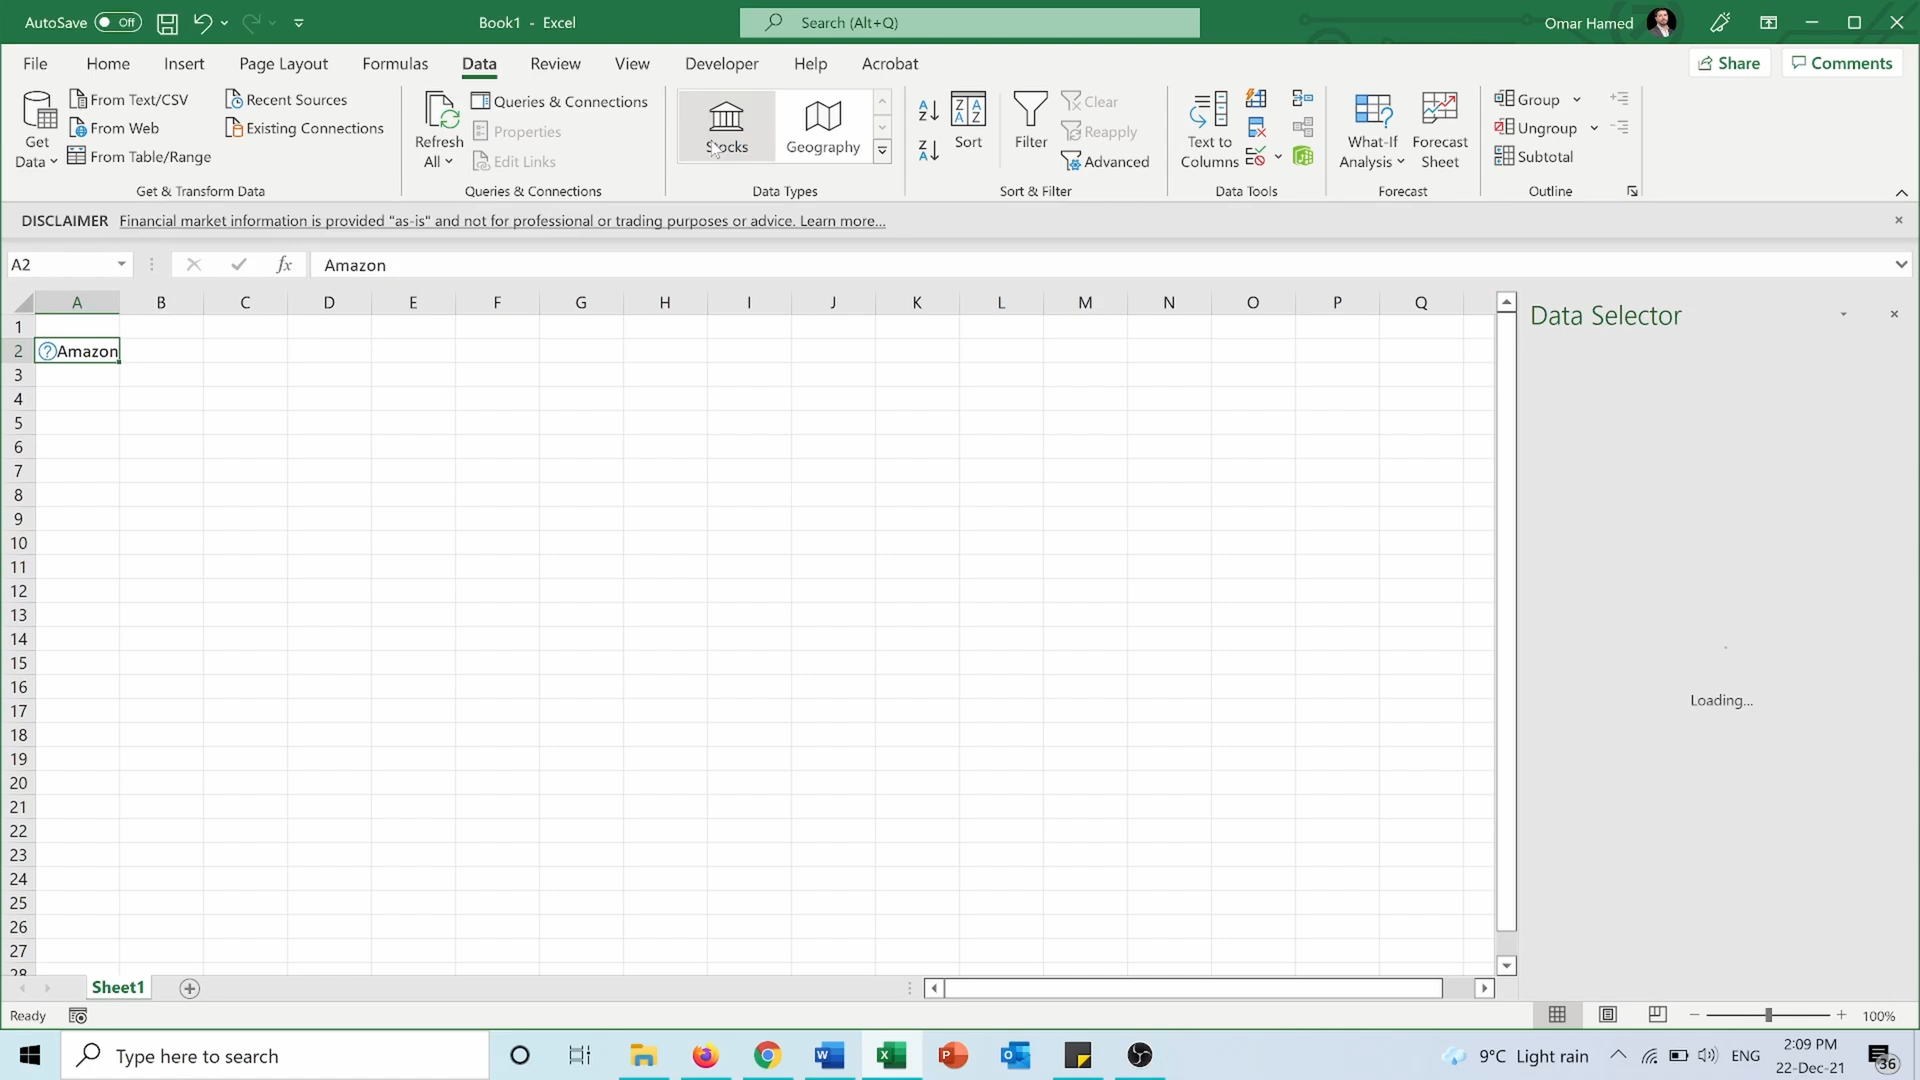 AutoSave Off Book1 - Excel Search (Alt+Q) Omar Hamed
File Home Insert Page Layout Formulas Data Review View Developer Help Acrobat Share Comments
Get Data
From Text/CSV
From Web
From Table/Range
Recent Sources
Existing Connections
Get & Transform Data
Refresh All
Queries & Connections
Properties
Edit Links
Queries & Connections
Stocks
Geography
Data Types
Sort
Filter
Clear
Reapply
Advanced
Sort & Filter
Text to Columns
Data Tools
What-If Analysis
Forecast Sheet
Forecast
Group
Ungroup
Subtotal
Outline
DISCLAIMER Financial market information is provided "as-is" and not for professional or trading purposes or advice. Learn more...
A2 fx Amazon
A B C D E F G H I J K L M N O P Q
Data Selector
1
2 Amazon
3
4
5
6
7
8
9
10
11
12
13
14
15
16
17
18
19
20
21
22
23
24
25
26
27
28
Loading...
Sheet1
Ready 100%
Type here to search
9°C Light rain ENG
2:09 PM
22-Dec-21
36